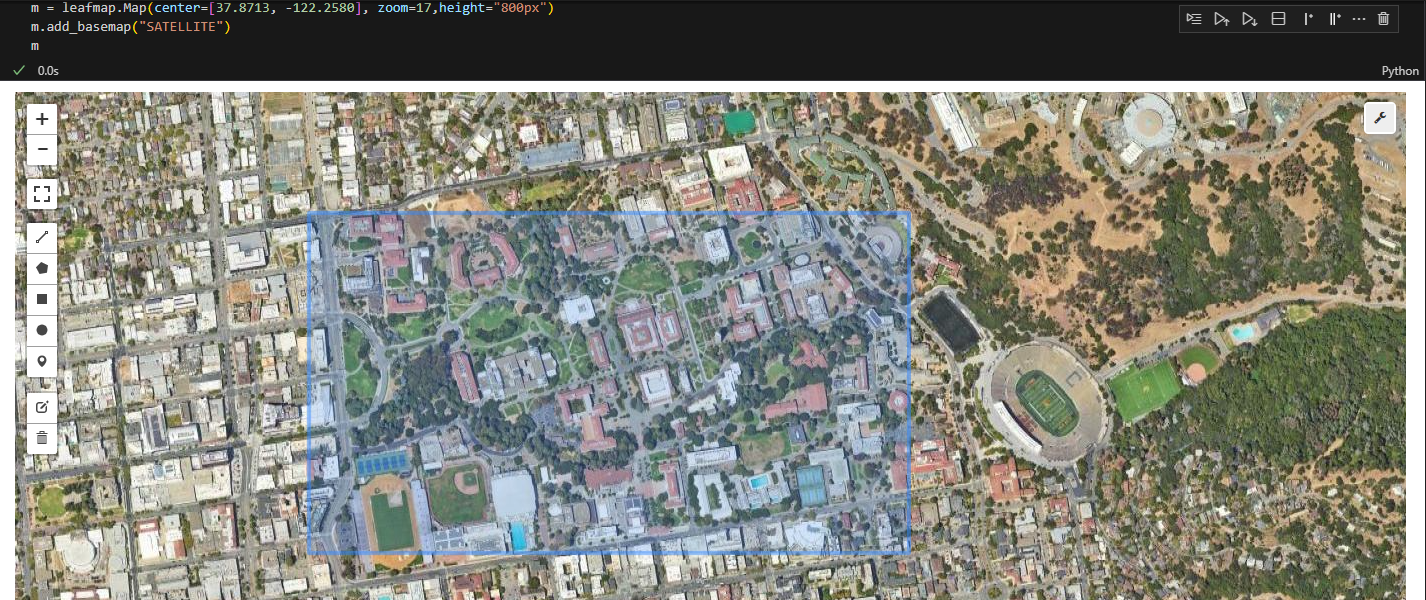 m = leafmap.Map(center=[37.8713, -122.2580], zoom=17,height="800px")
m.add_basemap("SATELLITE")
m
0.0s
Python
+
−